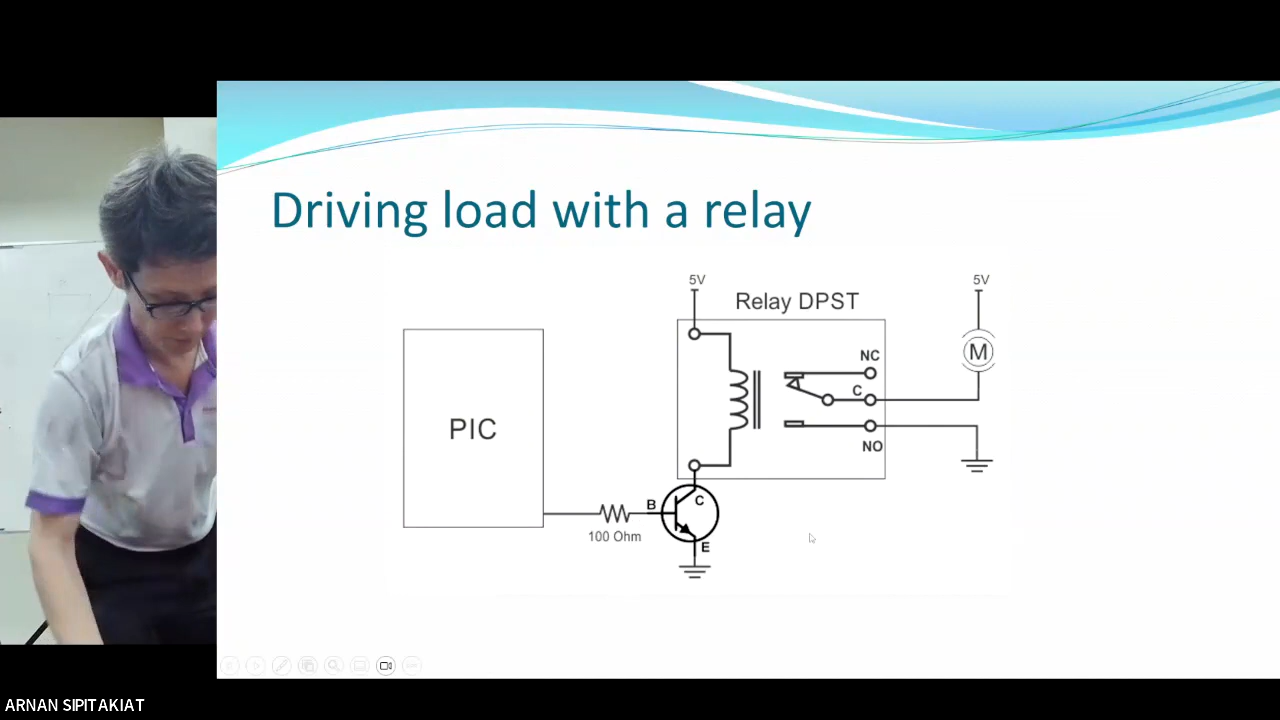 Driving load with a relay
5V
5V
Relay DPST
NC
M
C
PIC
NO
B
C
100 Ohm
E
ARNAN SIPITAKIAT